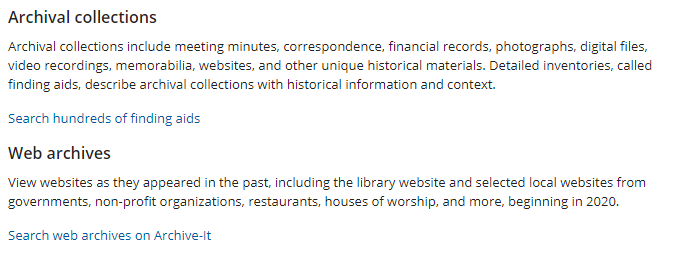 Archival collections
Archival collections include meeting minutes, correspondence, financial records, photographs, digital files,
video recordings, memorabilia, websites, and other unique historical materials. Detailed inventories, called
finding aids, describe archival collections with historical information and context.
Search hundreds of finding aids
Web archives
View websites as they appeared in the past, including the library website and selected local websites from
governments, non-profit organizations, restaurants, houses of worship, and more, beginning in 2020.
Search web archives on Archive-It